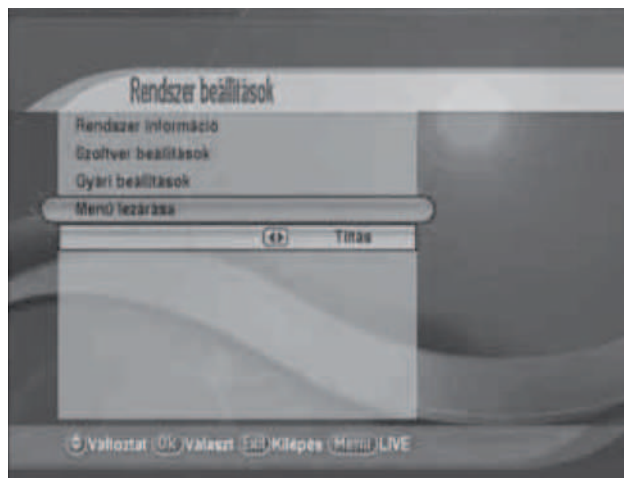 Rendszer beállítások
Rendszer Információ
Szoftver beállítások
Gyári beállítások
Menü lezárása
Tiltás
Változtat Ok Választ Exit Kilépés Menu LIVE